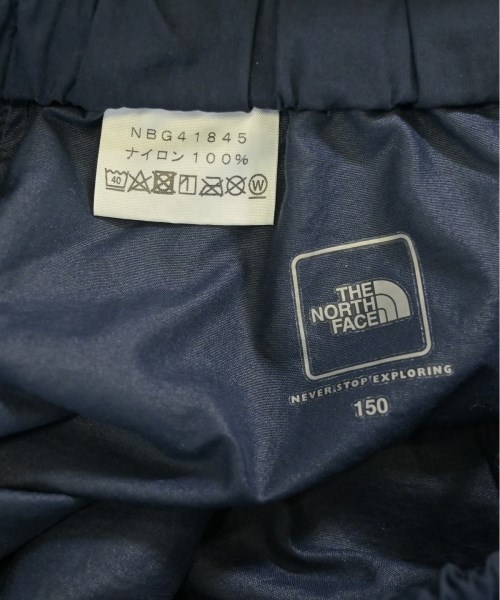 NBG41845
ナイロン100%
40
W
THE
NORTH
FACE
NEVER STOP EXPLORING
150